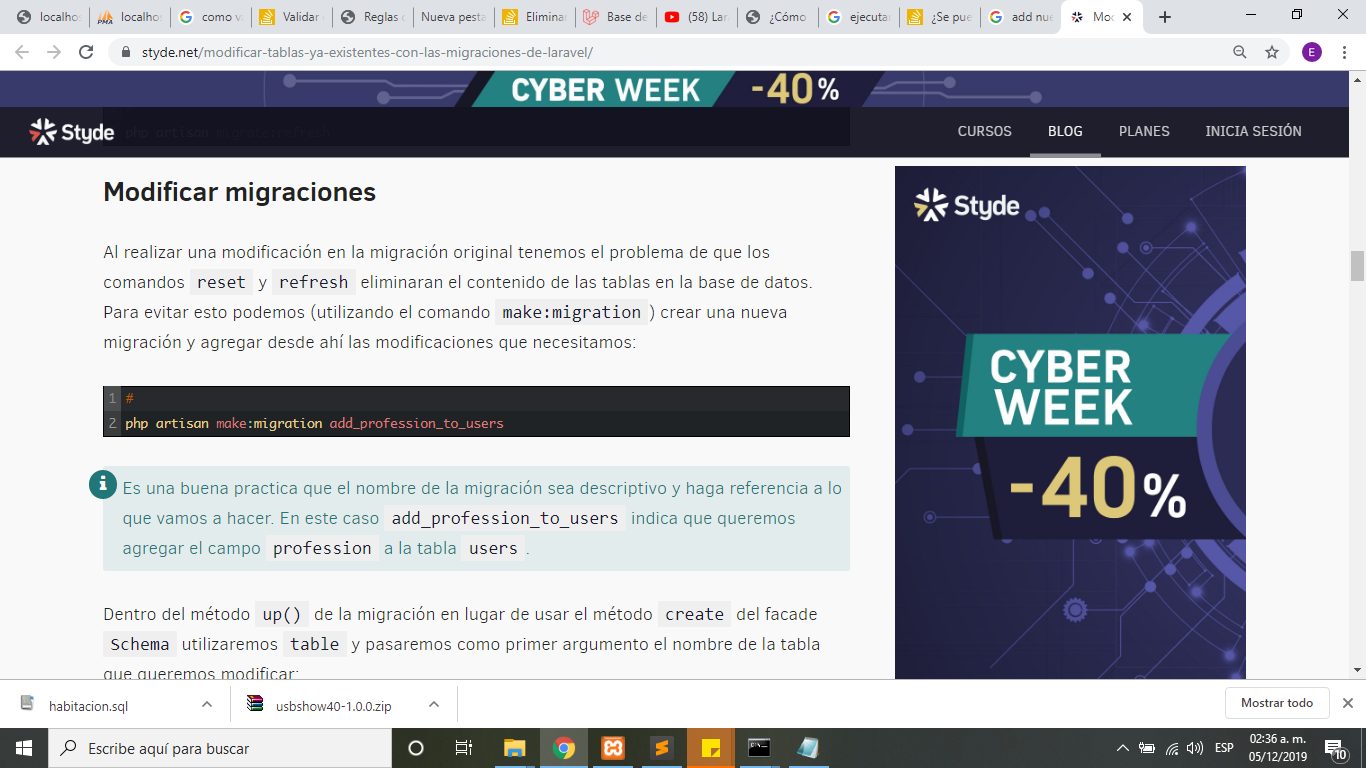 localhos
localhos
como va
Validar
Reglas d
Nueva pesta
Eliminar
Base de
(58) Lar
¿Cómo
ejecutar
¿Se pue
add nue
Moc
styde.net/modificar-tablas-ya-existentes-con-las-migraciones-de-laravel/
E
CYBER WEEK -40%
php artisan migrate:refresh
Styde
CURSOS
BLOG
PLANES
INICIA SESIÓN
Modificar migraciones
Al realizar una modificación en la migración original tenemos el problema de que los
comandos reset y refresh eliminaran el contenido de las tablas en la base de datos.
Para evitar esto podemos (utilizando el comando make:migration ) crear una nueva
migración y agregar desde ahí las modificaciones que necesitamos:
1 #
2 php artisan make:migration add_profession_to_users
Es una buena practica que el nombre de la migración sea descriptivo y haga referencia a lo
que vamos a hacer. En este caso add_profession_to_users indica que queremos
agregar el campo profession a la tabla users .
Dentro del método up() de la migración en lugar de usar el método create del facade
Schema utilizaremos table y pasaremos como primer argumento el nombre de la tabla
que queremos modificar:
Styde
CYBER
WEEK
-40%
habitacion.sql
usbshow40-1.0.0.zip
Mostrar todo
Escribe aquí para buscar
ESP
02:36 a. m.
05/12/2019
10